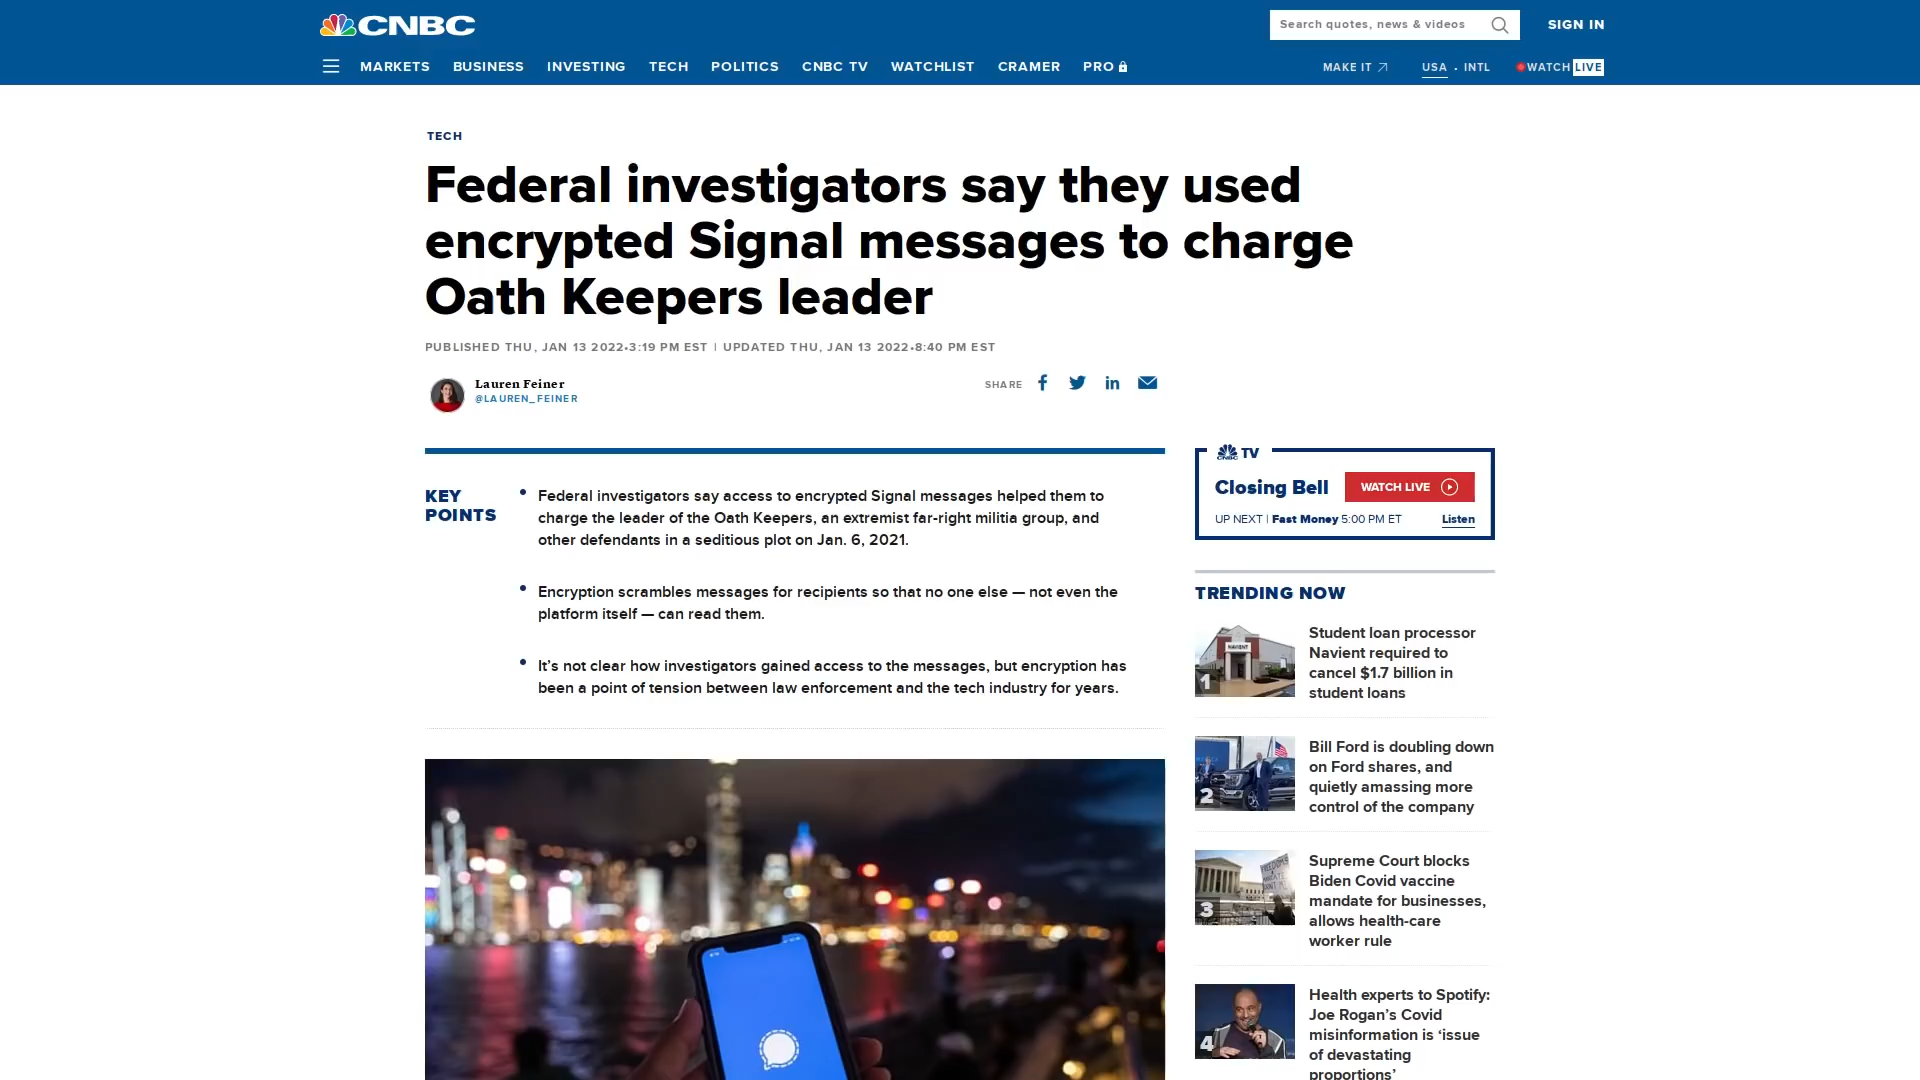 CNBC
Search quotes, news & videos
SIGN IN
MARKETS BUSINESS INVESTING TECH POLITICS CNBC TV WATCHLIST CRAMER PRO
MAKE IT
USA • INTL
WATCH LIVE
TECH
Federal investigators say they used
encrypted Signal messages to charge
Oath Keepers leader
PUBLISHED THU, JAN 13 2022•3:19 PM EST | UPDATED THU, JAN 13 2022•8:40 PM EST
Lauren Feiner
@LAUREN_FEINER
SHARE
KEY
POINTS
• Federal investigators say access to encrypted Signal messages helped them to
charge the leader of the Oath Keepers, an extremist far-right militia group, and
other defendants in a seditious plot on Jan. 6, 2021.
• Encryption scrambles messages for recipients so that no one else — not even the
platform itself — can read them.
• It’s not clear how investigators gained access to the messages, but encryption has
been a point of tension between law enforcement and the tech industry for years.
CNBC TV
Closing Bell
WATCH LIVE
UP NEXT | Fast Money 5:00 PM ET
Listen
TRENDING NOW
NAVIENT
1
Student loan processor
Navient required to
cancel $1.7 billion in
student loans
2
Bill Ford is doubling down
on Ford shares, and
quietly amassing more
control of the company
3
Supreme Court blocks
Biden Covid vaccine
mandate for businesses,
allows health-care
worker rule
4
Health experts to Spotify:
Joe Rogan’s Covid
misinformation is ‘issue
of devastating
proportions’